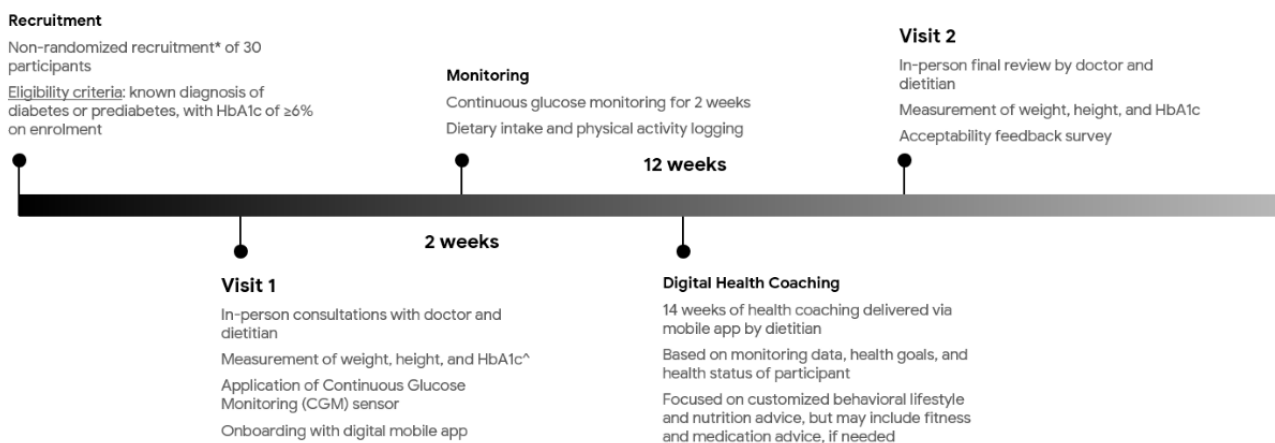 Recruitment
Non-randomized recruitment* of 30
participants
Eligibility criteria: known diagnosis of
diabetes or prediabetes, with HbA1c of ≥6%
on enrolment
Monitoring
Continuous glucose monitoring for 2 weeks
Dietary intake and physical activity logging
Visit 2
In-person final review by doctor and
dietitian
Measurement of weight, height, and HbA1c
Acceptability feedback survey
12 weeks
2 weeks
Visit 1
In-person consultations with doctor and
dietitian
Measurement of weight, height, and HbA1c^
Application of Continuous Glucose
Monitoring (CGM) sensor
Onboarding with digital mobile app
Digital Health Coaching
14 weeks of health coaching delivered via
mobile app by dietitian
Based on monitoring data, health goals, and
health status of participant
Focused on customized behavioral lifestyle
and nutrition advice, but may include fitness
and medication advice, if needed